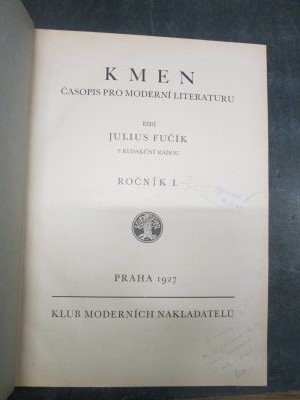 KMEN
ČASOPIS PRO MODERNÍ LITERATURU
ŘÍDÍ
JULIUS FUČÍK
S REDAKČNÍ RADOU
ROČNÍK I.
PRAHA 1927
KLUB MODERNÍCH NAKLADATELŮ